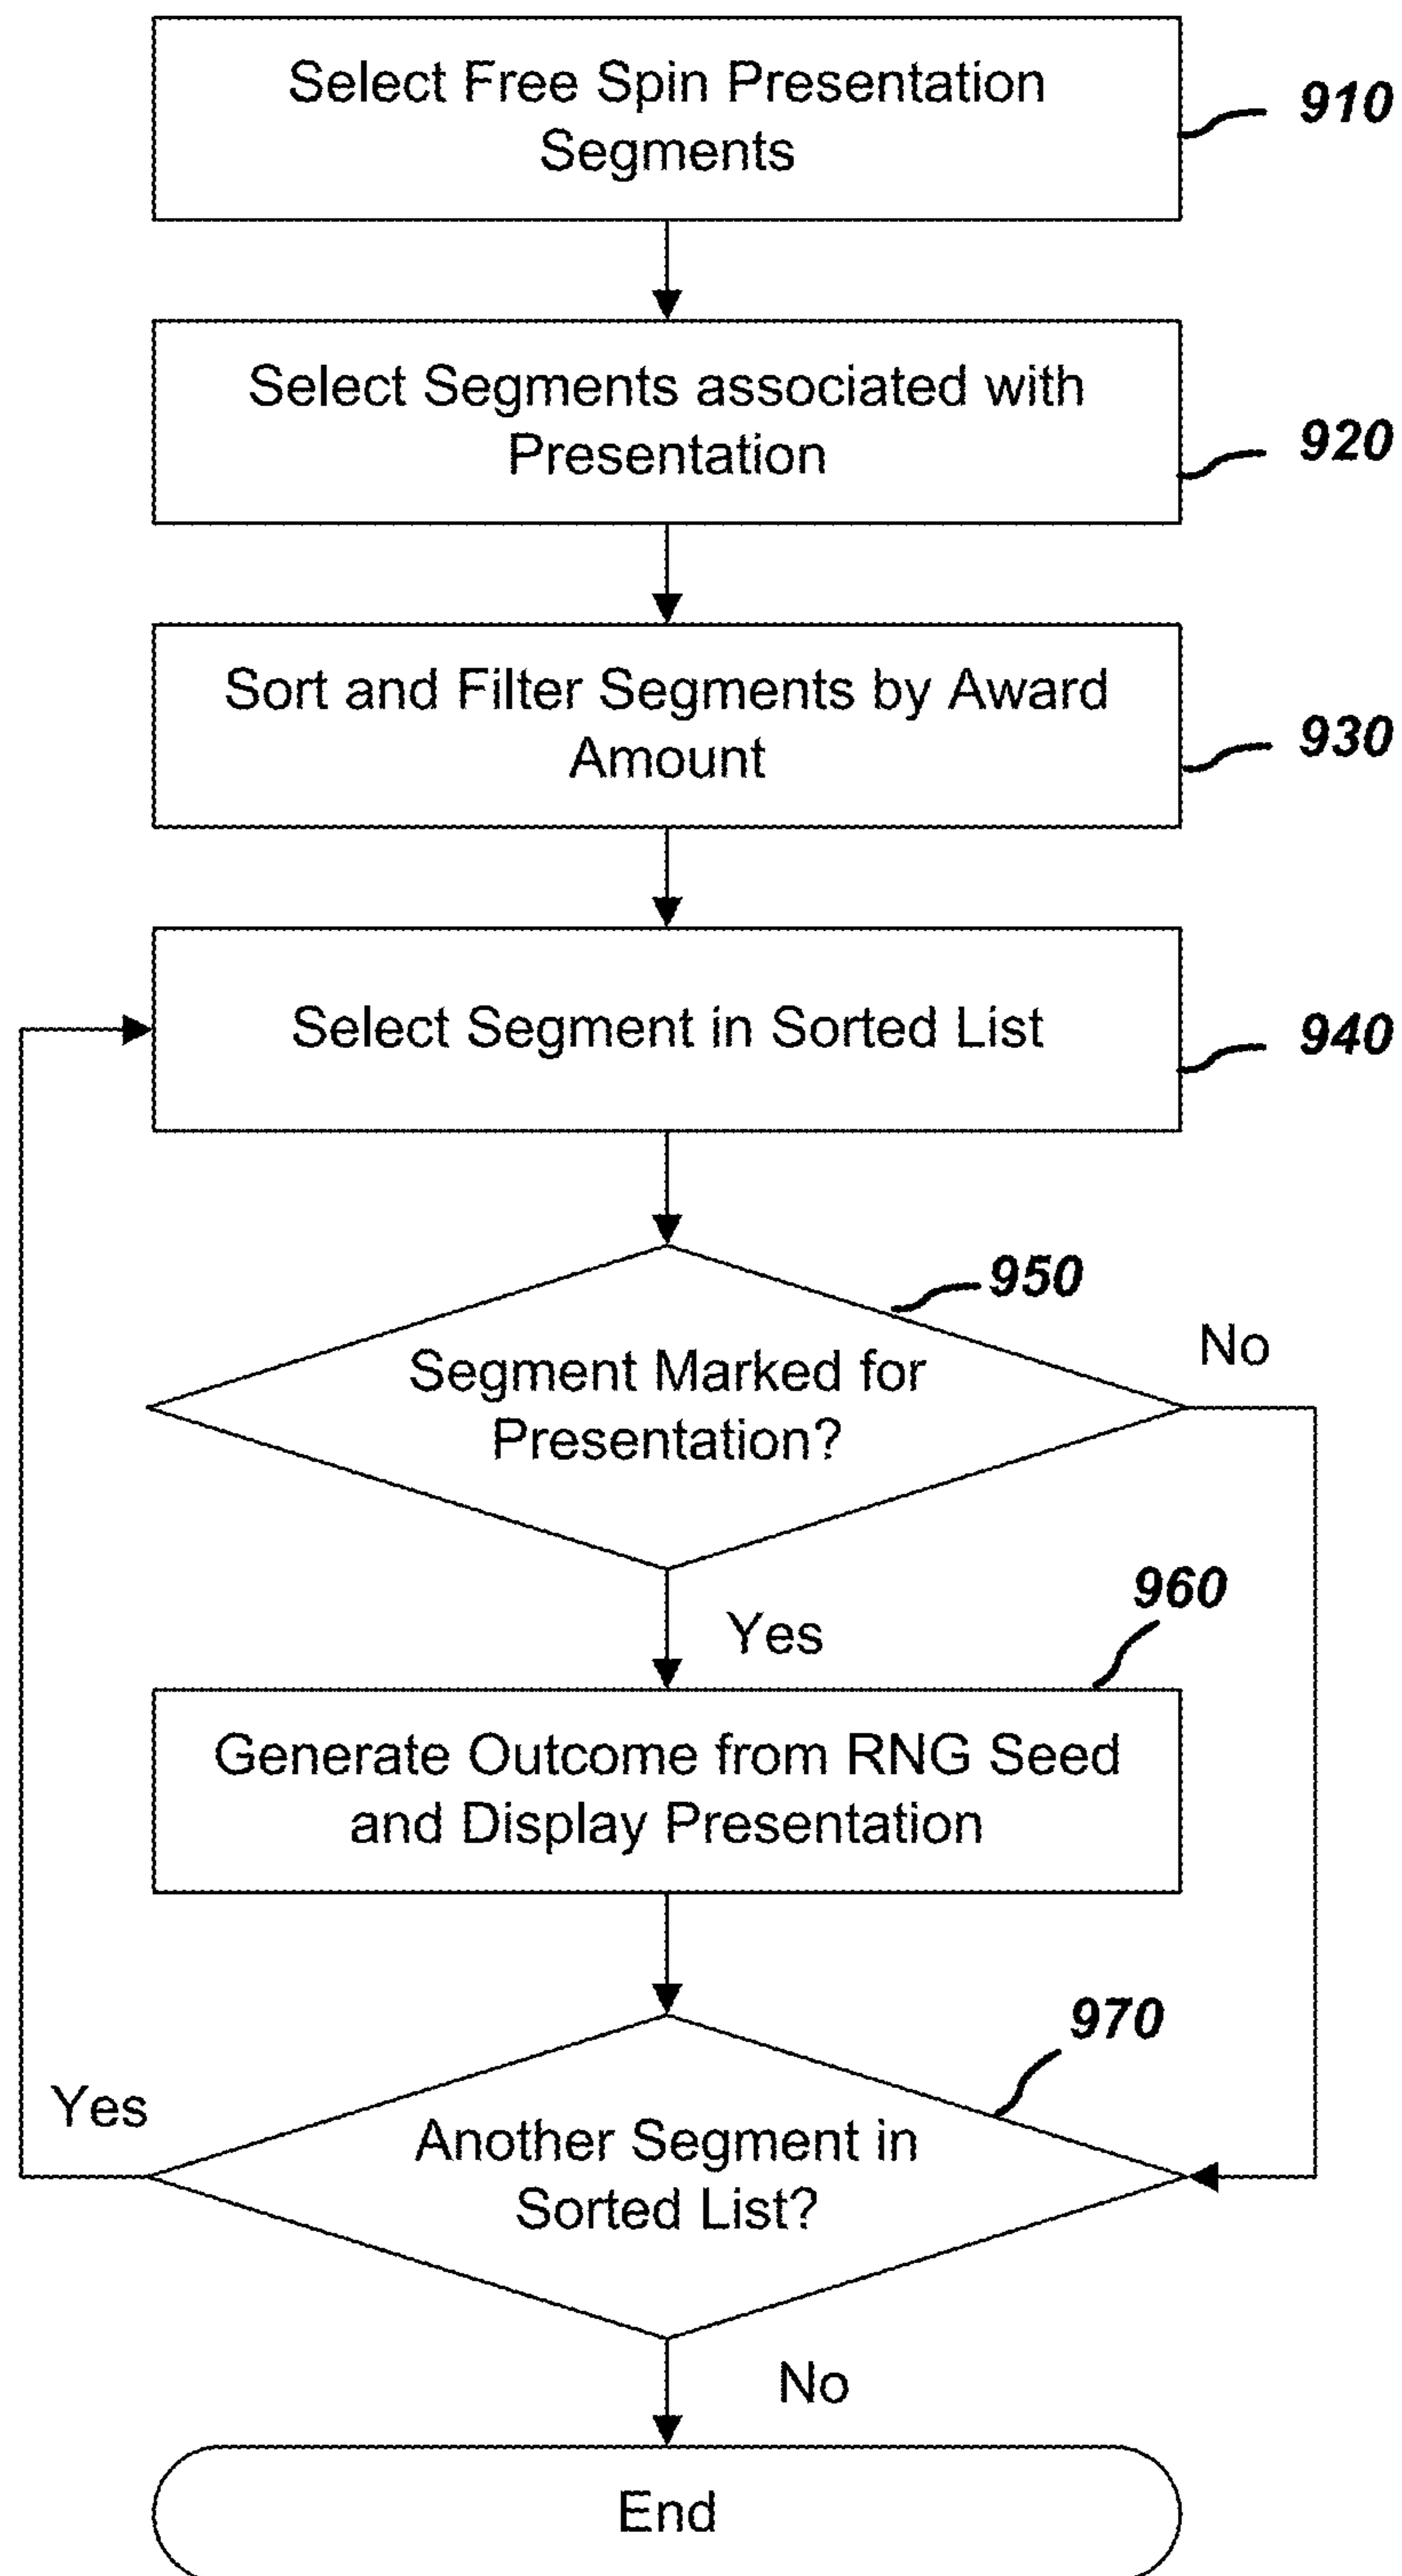 Select Free Spin Presentation
Segments
910
Select Segments associated with
Presentation
920
Sort and Filter Segments by Award
Amount
930
Select Segment in Sorted List
940
950
Segment Marked for
Presentation?
No
960
Yes
Generate Outcome from RNG Seed
and Display Presentation
970
Yes
Another Segment in
Sorted List?
No
End